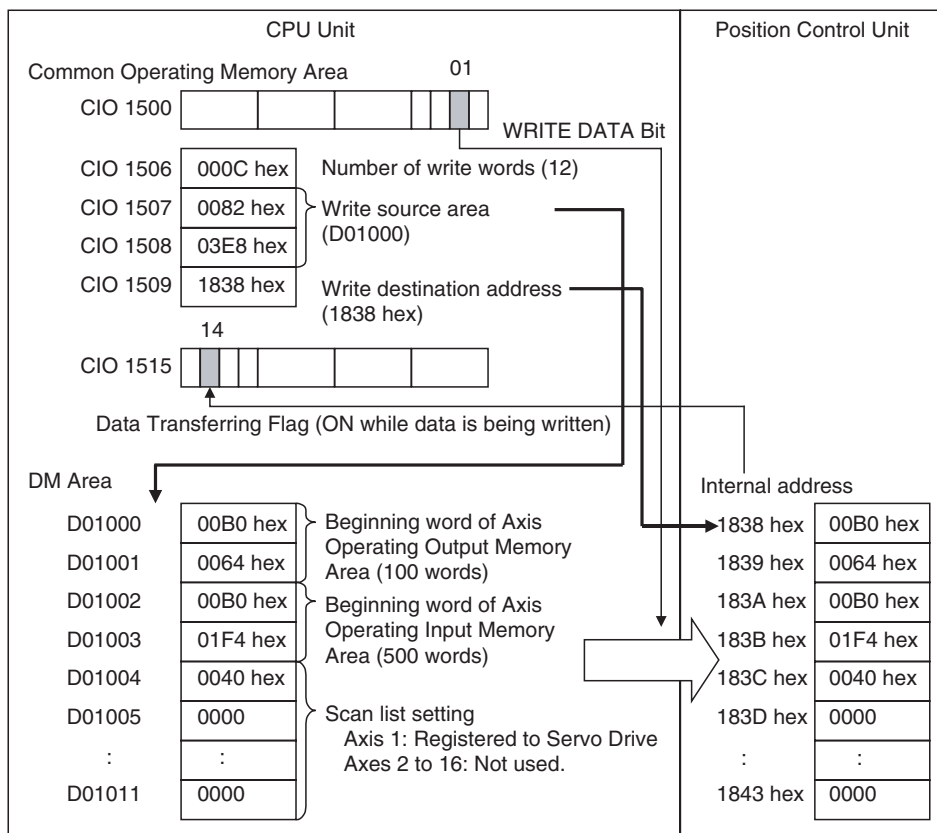 CPU Unit
Position Control Unit
Common Operating Memory Area
01
CIO 1500
WRITE DATA Bit
CIO 1506 000C hex Number of write words (12)
CIO 1507 0082 hex Write source area
(D01000)
CIO 1508 03E8 hex
CIO 1509 1838 hex Write destination address
(1838 hex)
14
CIO 1515
Data Transferring Flag (ON while data is being written)
DM Area
Internal address
D01000 00B0 hex Beginning word of Axis 1838 hex 00B0 hex
Operating Output Memory
D01001 0064 hex Area (100 words) 1839 hex 0064 hex
D01002 00B0 hex Beginning word of Axis 183A hex 00B0 hex
Operating Input Memory
D01003 01F4 hex Area (500 words) 183B hex 01F4 hex
D01004 0040 hex 183C hex 0040 hex
D01005 0000 Scan list setting 183D hex 0000
Axis 1: Registered to Servo Drive
: : Axes 2 to 16: Not used. : :
D01011 0000 1843 hex 0000